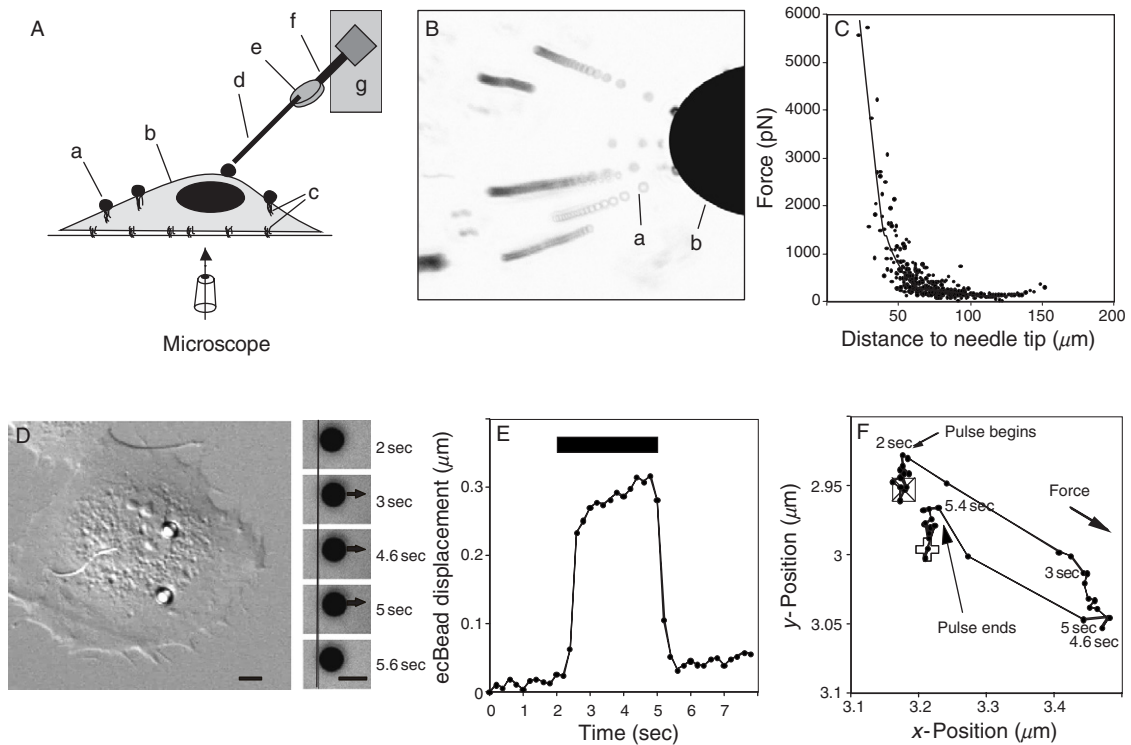 A
a
b
c
d
e
f
g
Microscope
B
a
b
C
Force (pN)
6000
5000
4000
3000
2000
1000
0
50
100
150
200
Distance to needle tip (μm)
D
2 sec
3 sec
4.6 sec
5 sec
5.6 sec
E
ecBead displacement (μm)
0.3
0.2
0.1
0
0 1 2 3 4 5 6 7
Time (sec)
F
y-Position (μm)
2.95
3
3.05
3.1
2 sec
Pulse begins
5.4 sec
Force
3 sec
Pulse ends
5 sec
4.6 sec
3.1 3.2 3.3 3.4
x-Position (μm)